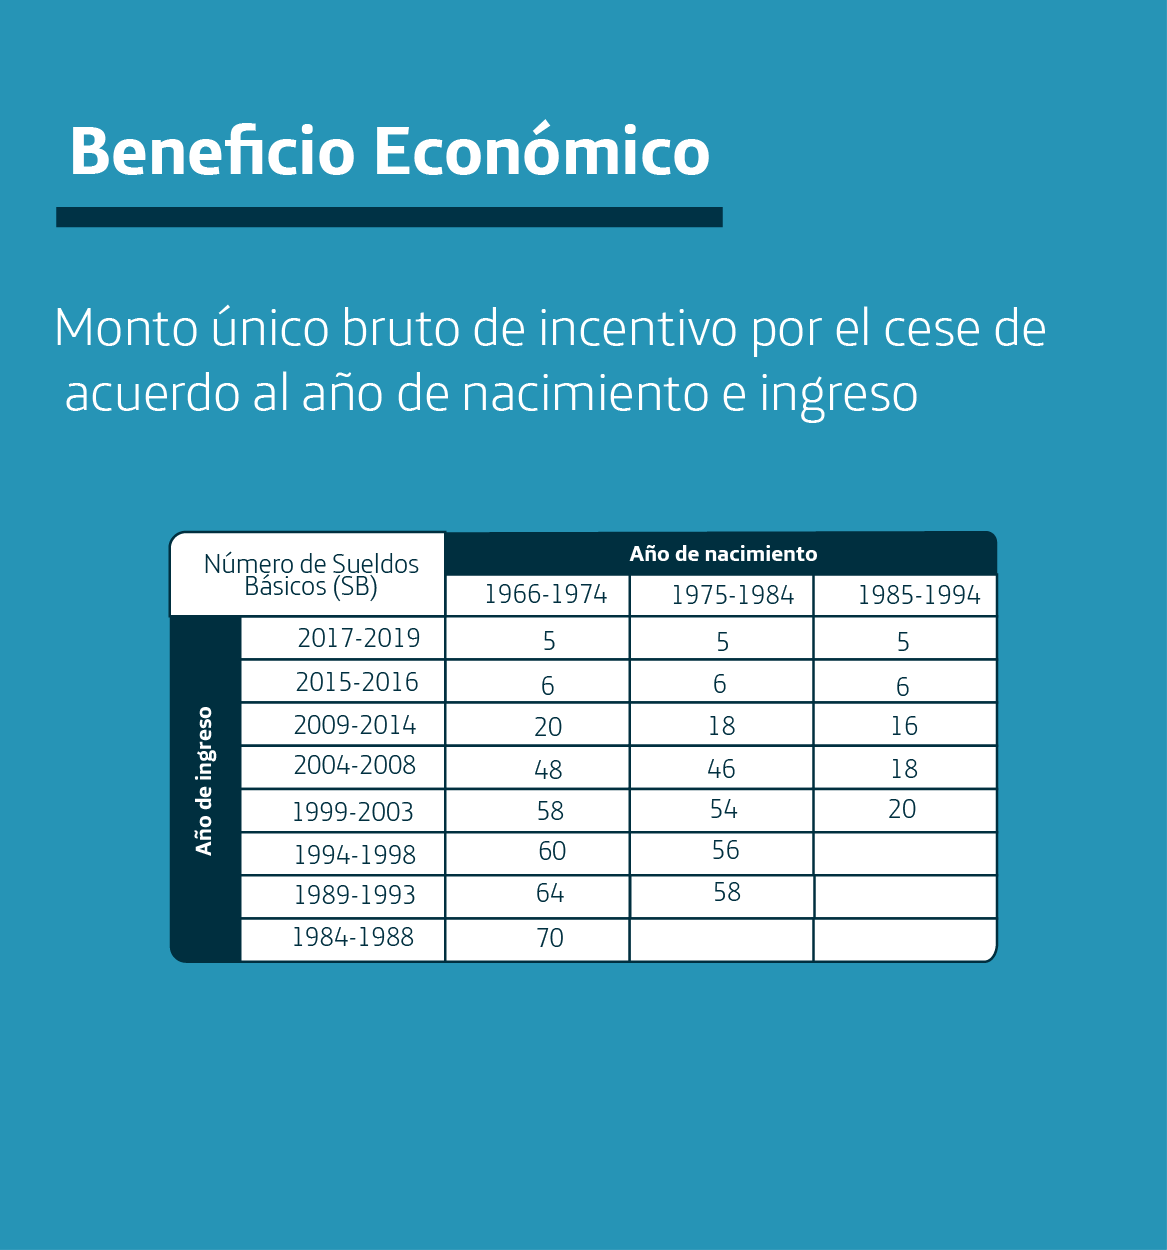 Beneficio Económico
Monto único bruto de incentivo por el cese de
acuerdo al año de nacimiento e ingreso
Número de Sueldos
Básicos (SB)
Año de nacimiento
1966-1974 1975-1984 1985-1994
Año de ingreso
2017-2019 5 5 5
2015-2016 6 6 6
2009-2014 20 18 16
2004-2008 48 46 18
1999-2003 58 54 20
1994-1998 60 56
1989-1993 64 58
1984-1988 70